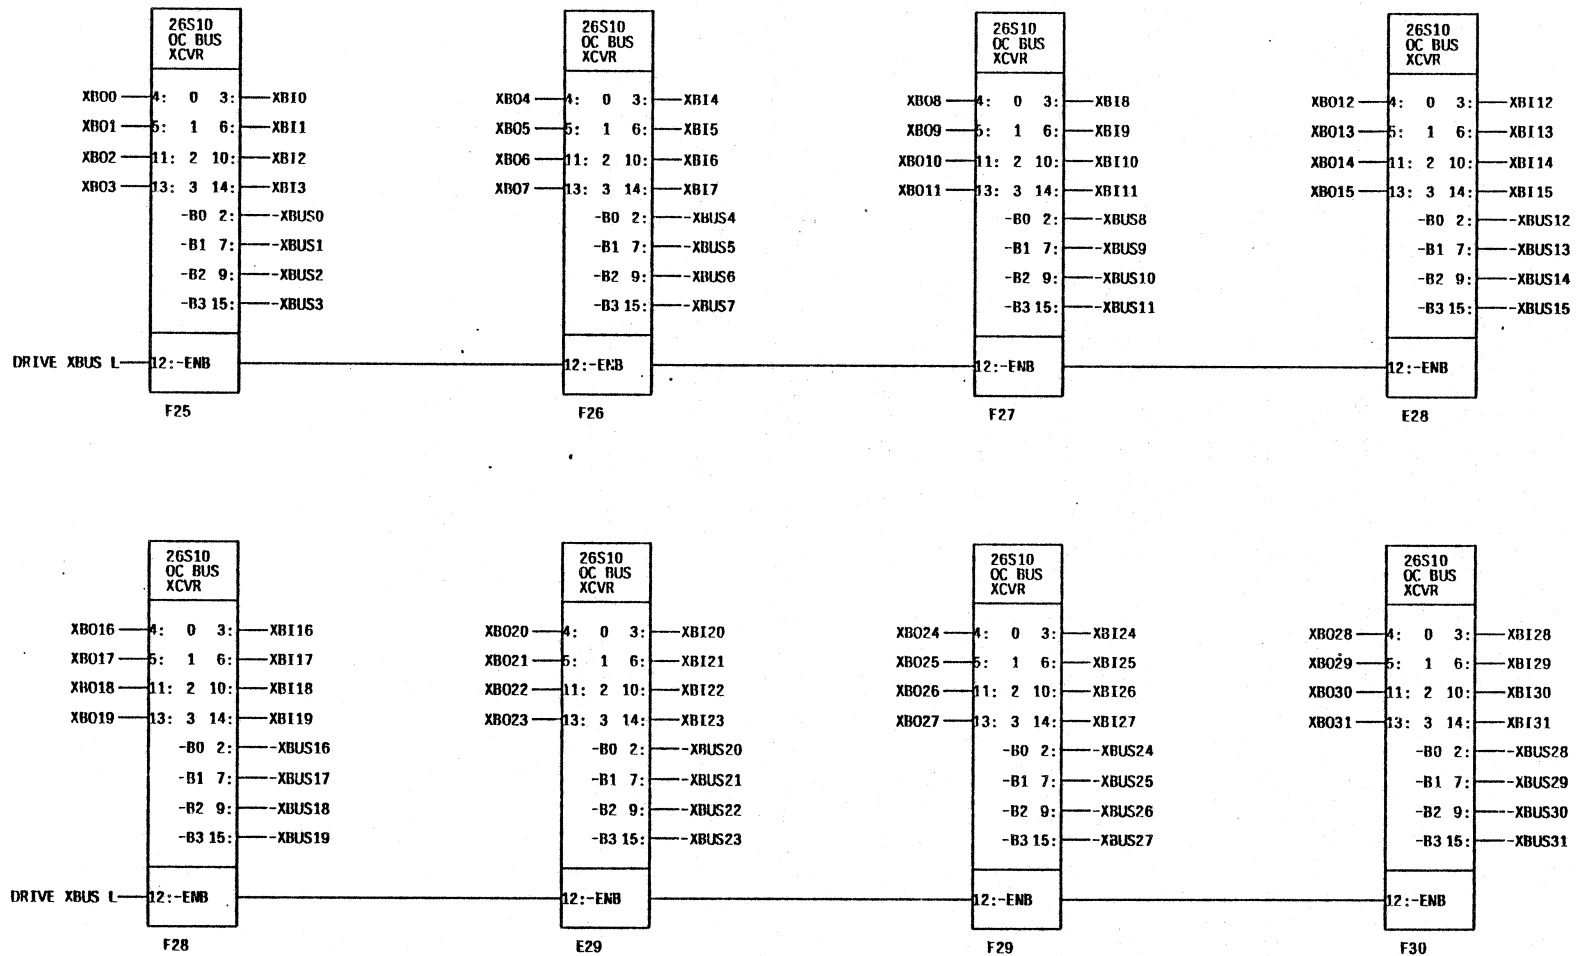 26S10 26S10 26S10 26S10
OC BUS OC BUS OC BUS OC BUS
XCVR XCVR XCVR XCVR
XBO0 4: 0 3: XBI0 XBO4 4: 0 3: XBI4 XBO8 4: 0 3: XBI8 XBO12 4: 0 3: XBI12
XBO1 5: 1 6: XBI1 XBO5 5: 1 6: XBI5 XBO9 5: 1 6: XBI9 XBO13 5: 1 6: XBI13
XBO2 11: 2 10: XBI2 XBO6 11: 2 10: XBI6 XBO10 11: 2 10: XBI10 XBO14 11: 2 10: XBI14
XBO3 13: 3 14: XBI3 XBO7 13: 3 14: XBI7 XBO11 13: 3 14: XBI11 XBO15 13: 3 14: XBI15
-B0 2: -XBUS0 -B0 2: -XBUS4 -B0 2: -XBUS8 -B0 2: -XBUS12
-B1 7: -XBUS1 -B1 7: -XBUS5 -B1 7: -XBUS9 -B1 7: -XBUS13
-B2 9: -XBUS2 -B2 9: -XBUS6 -B2 9: -XBUS10 -B2 9: -XBUS14
-B3 15: -XBUS3 -B3 15: -XBUS7 -B3 15: -XBUS11 -B3 15: -XBUS15
DRIVE XBUS L 12:-ENB 12:-ENB 12:-ENB 12:-ENB
F25 F26 F27 E28
26S10 26S10 26S10 26S10
OC BUS OC BUS OC BUS OC BUS
XCVR XCVR XCVR XCVR
XBO16 4: 0 3: XBI16 XBO20 4: 0 3: XBI20 XBO24 4: 0 3: XBI24 XBO28 4: 0 3: XBI28
XBO17 5: 1 6: XBI17 XBO21 5: 1 6: XBI21 XBO25 5: 1 6: XBI25 XBO29 5: 1 6: XBI29
XBO18 11: 2 10: XBI18 XBO22 11: 2 10: XBI22 XBO26 11: 2 10: XBI26 XBO30 11: 2 10: XBI30
XBO19 13: 3 14: XBI19 XBO23 13: 3 14: XBI23 XBO27 13: 3 14: XBI27 XBO31 13: 3 14: XBI31
-B0 2: -XBUS16 -B0 2: -XBUS20 -B0 2: -XBUS24 -B0 2: -XBUS28
-B1 7: -XBUS17 -B1 7: -XBUS21 -B1 7: -XBUS25 -B1 7: -XBUS29
-B2 9: -XBUS18 -B2 9: -XBUS22 -B2 9: -XBUS26 -B2 9: -XBUS30
-B3 15: -XBUS19 -B3 15: -XBUS23 -B3 15: -XBUS27 -B3 15: -XBUS31
DRIVE XBUS L 12:-ENB 12:-ENB 12:-ENB 12:-ENB
F28 E29 F29 F30